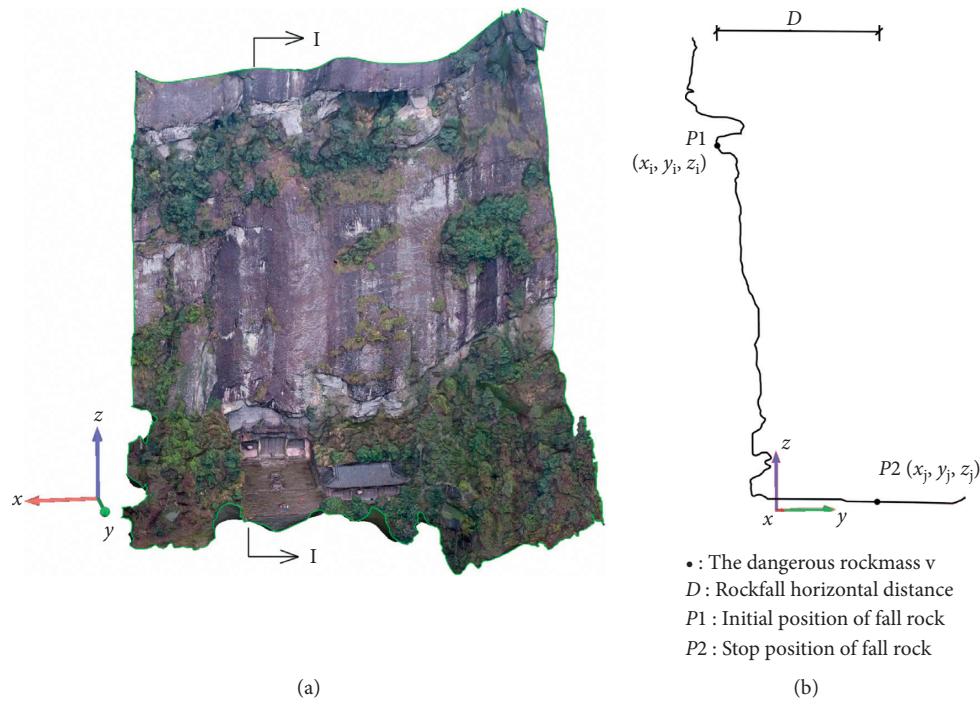 I
I
z
x
y
(a)
D
P1
(xi, yi, zi)
z
P2 (xj, yj, zj)
x
y
• : The dangerous rockmass v
D : Rockfall horizontal distance
P1 : Initial position of fall rock
P2 : Stop position of fall rock
(b)